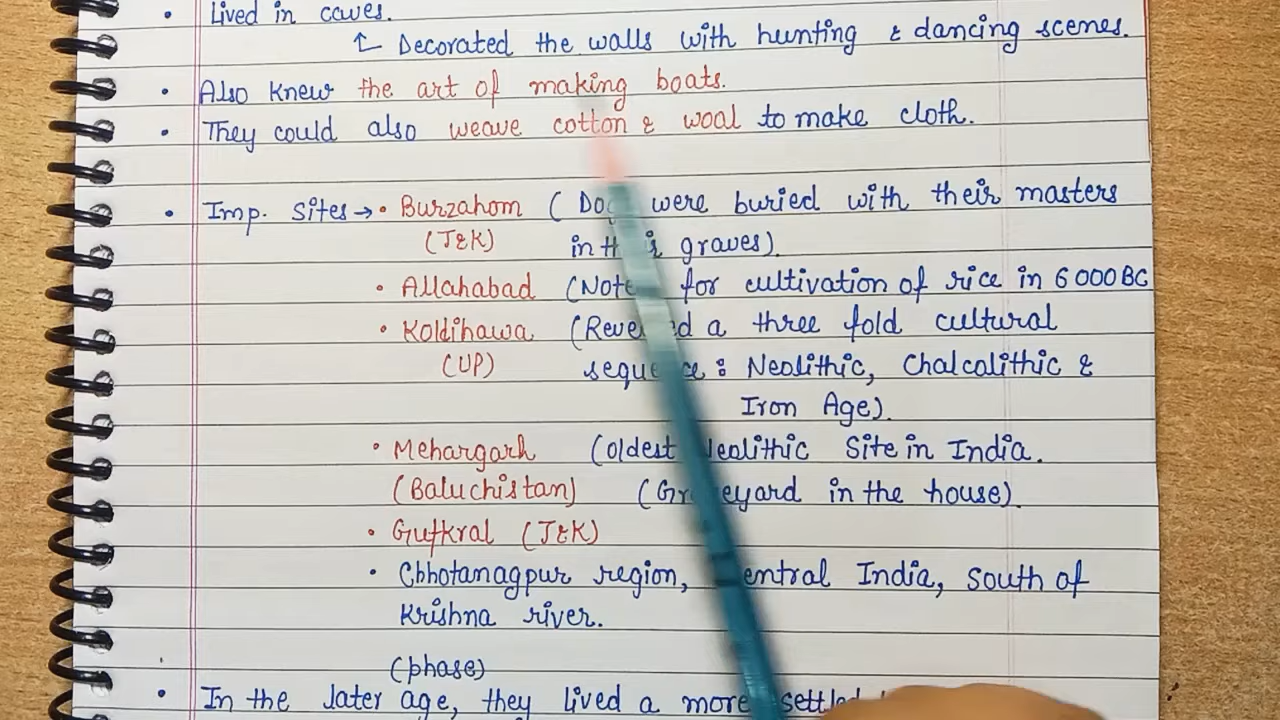 • Lived in caves.
↳ Decorated the walls with hunting & dancing scenes.
• Also knew the art of making boats.
• They could also weave cotton & woal to make cloth.
• Imp. Sites → • Burzahom ( were buried with their masters
(J&K) in graves).
• Allahabad ( for cultivation of rice in 6000BC
• Koldihawa ( a three fold cultural
(UP) : Neolithic, Chalcolithic &
Iron Age).
• Mehargarh (oldest Neolithic Site in India.
(Baluchistan) ( in the house)
• Gufkral (J&K)
• Chhotanagpur region, Central India, South of
Krishna river.
(phase)
• In the later age, they lived a more settled